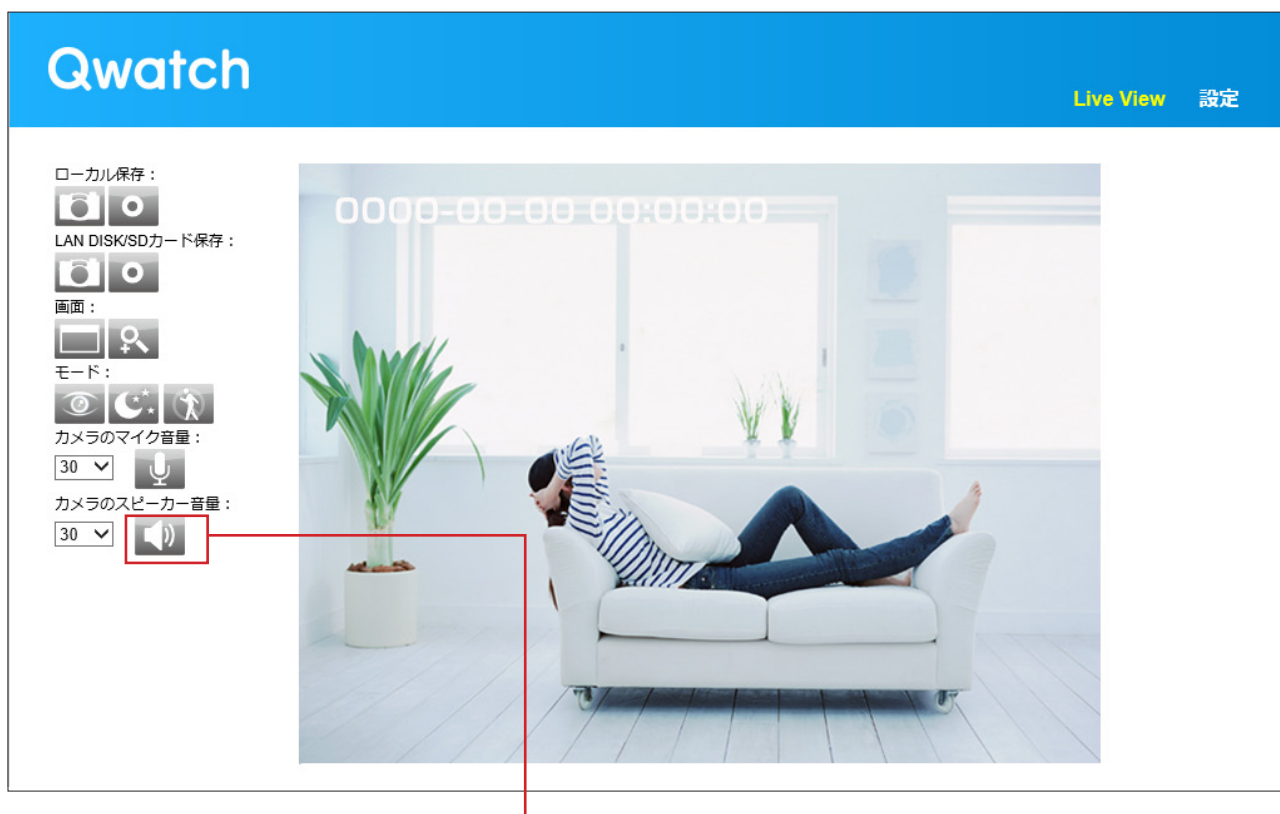 Qwatch
Live View 設定
ローカル保存：
0000-00-00 00:00:00
LAN DISK/SDカード保存：
画面：
モード：
カメラのマイク音量：
30
カメラのスピーカー音量：
30